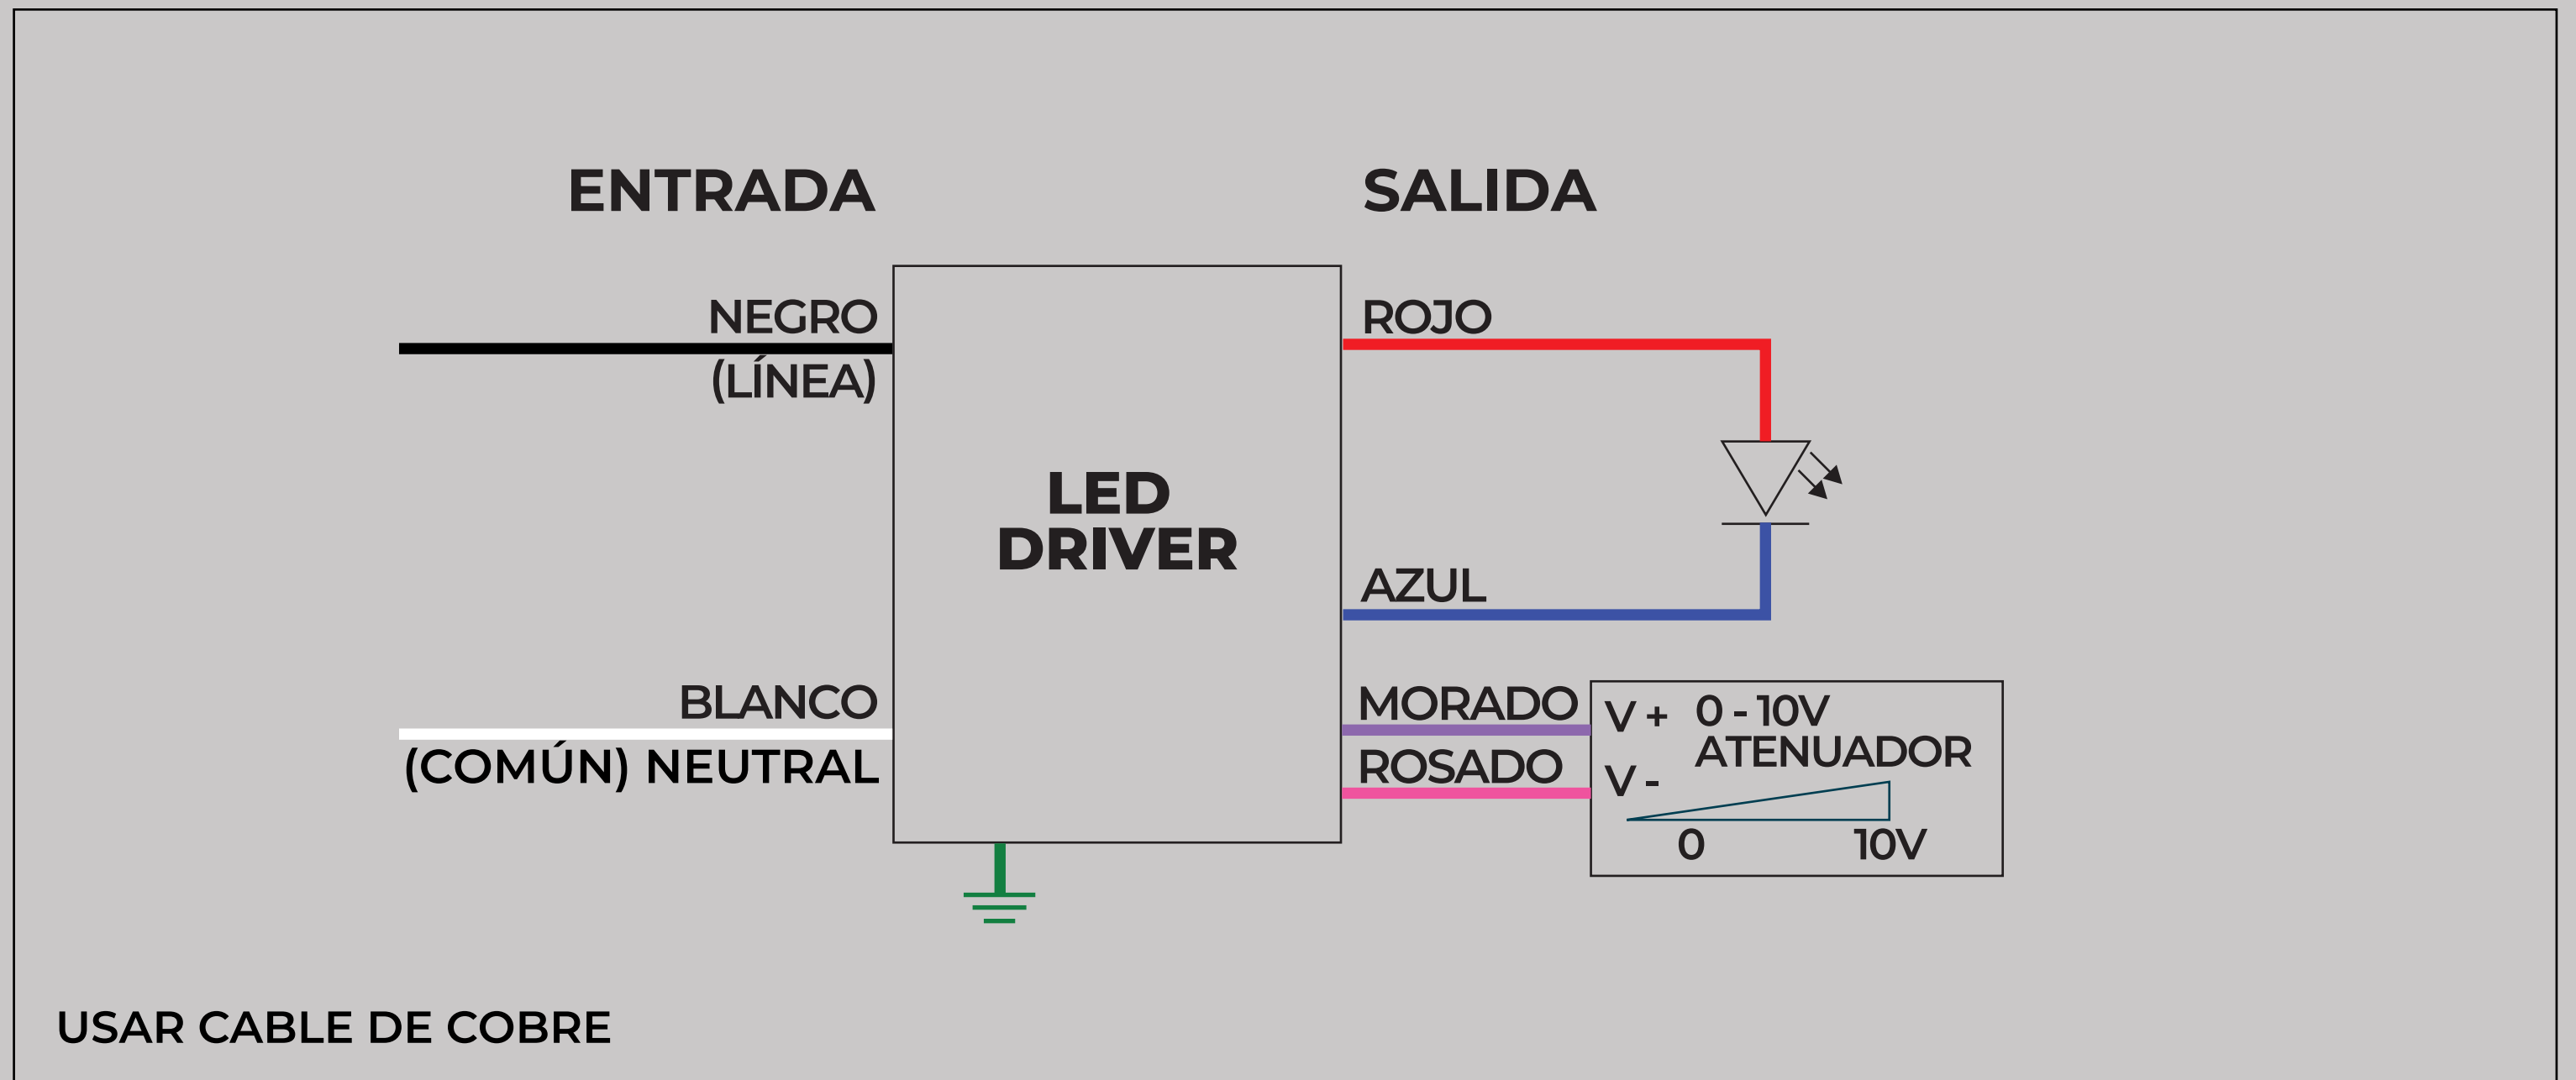 ENTRADA
SALIDA
NEGRO
(LÍNEA)
ROJO
LED
DRIVER
AZUL
BLANCO
(COMÚN) NEUTRAL
MORADO
ROSADO
V + 0 - 10V
ATENUADOR
V -
0 10V
USAR CABLE DE COBRE